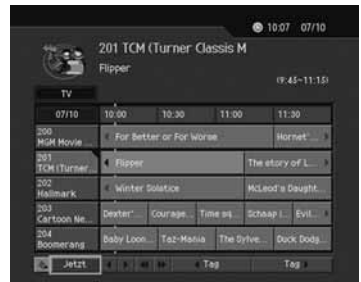 10:07 07/10
201 TCM (Turner Classis M
Flipper
(9:45-11:15)
TV
07/10 10:00 10:30 11:00 11:30
200 MGM Movie ... For Better or For Worse Hornet' ...
201 TCM (Turner... Flipper The story of L...
202 Hallmark Winter Solatice McLeod's Daught...
203 Cartoon Ne... Dexter'... Courage... Time sq... Schaap i... Evil...
204 Boomerang Baby Loon... Taz-Mania The Sylve... Duck Dodg...
Jetzt Tag Tag